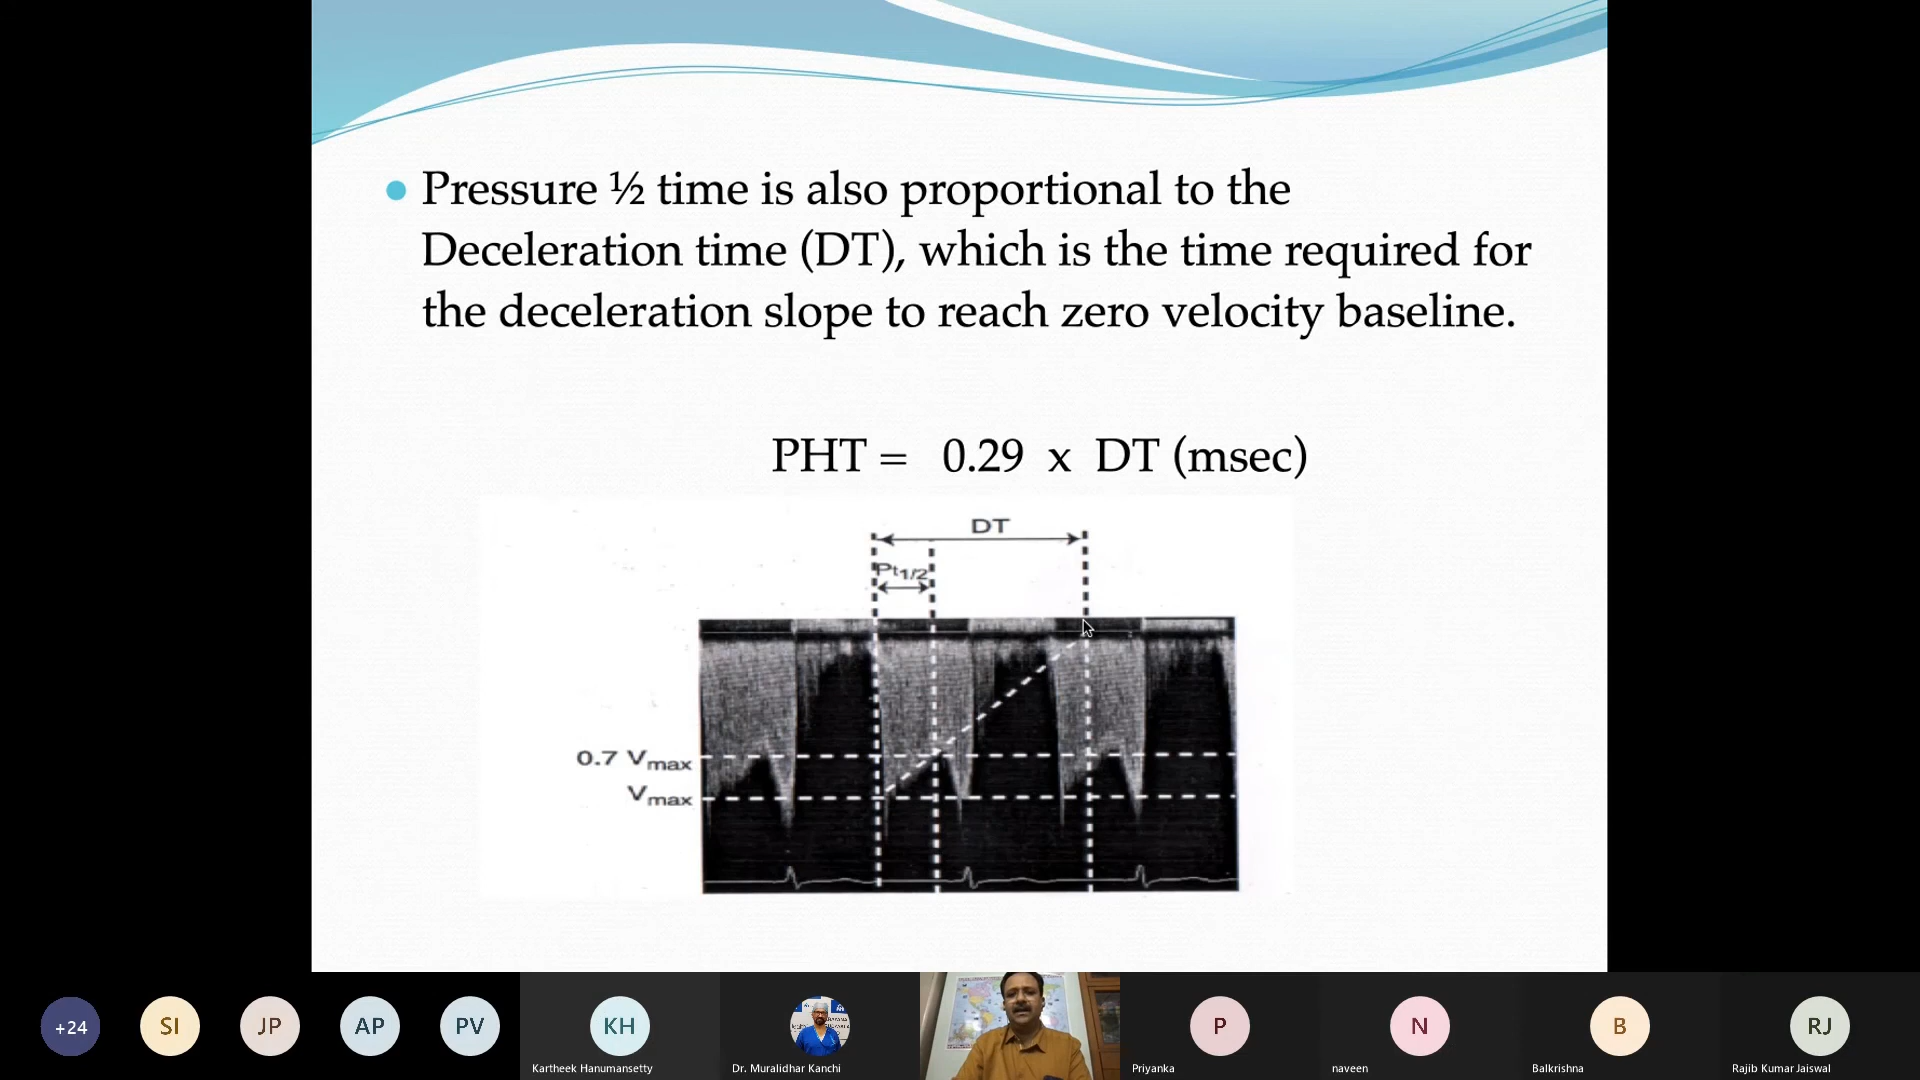 Pressure ½ time is also proportional to the
Deceleration time (DT), which is the time required for
the deceleration slope to reach zero velocity baseline.
PHT = 0.29 x DT (msec)
DT
Pt1/2
0.7 Vmax
Vmax
+24
SI
JP
AP
PV
KH
Kartheek Hanumansetty
Dr. Muralidhar Kanchi
P
Priyanka
N
naveen
B
Balkrishna
RJ
Rajib Kumar Jaiswal